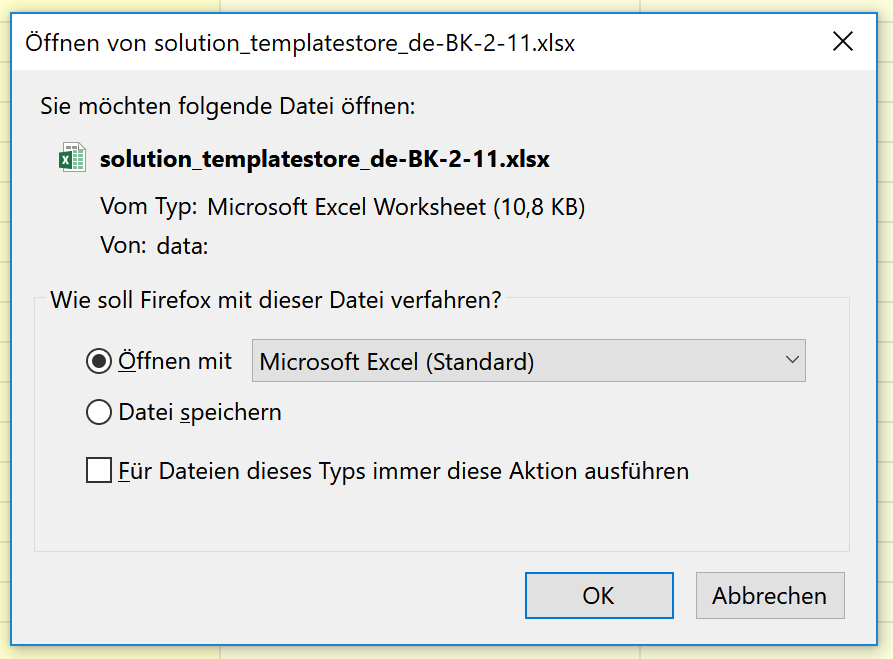 Öffnen von solution_templatestore_de-BK-2-11.xlsx
Sie möchten folgende Datei öffnen:
solution_templatestore_de-BK-2-11.xlsx
Vom Typ: Microsoft Excel Worksheet (10,8 KB)
Von: data:
Wie soll Firefox mit dieser Datei verfahren?
Öffnen mit Microsoft Excel (Standard)
Datei speichern
Für Dateien dieses Typs immer diese Aktion ausführen
OK Abbrechen